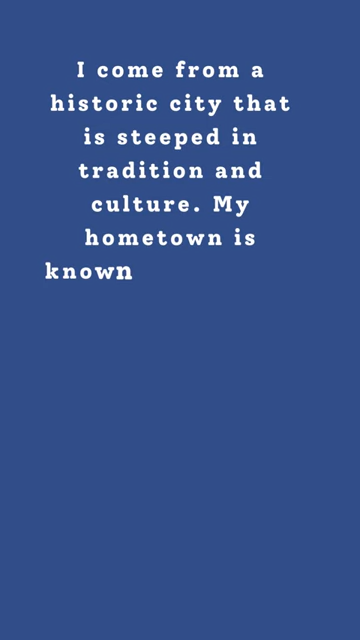 I come from a
historic city that
is steeped in
tradition and
culture. My
hometown is
known